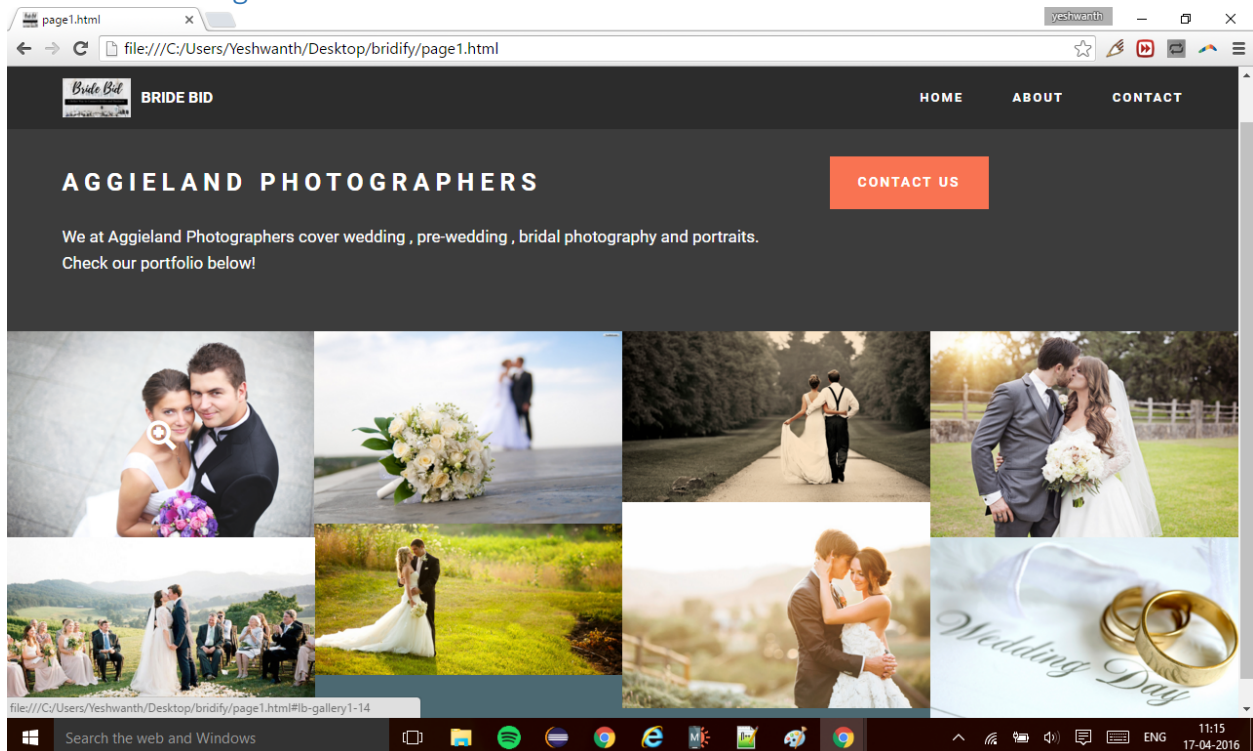 page1.html
yeshwanth
file:///C:/Users/Yeshwanth/Desktop/bridify/page1.html
Bride Bid
BRIDE BID
HOME
ABOUT
CONTACT
AGGIELAND PHOTOGRAPHERS
CONTACT US
We at Aggieland Photographers cover wedding , pre-wedding , bridal photography and portraits.
Check our portfolio below!
Wedding Day
file:///C:/Users/Yeshwanth/Desktop/bridify/page1.html#lb-gallery1-14
Search the web and Windows
ENG
11:15
17-04-2016